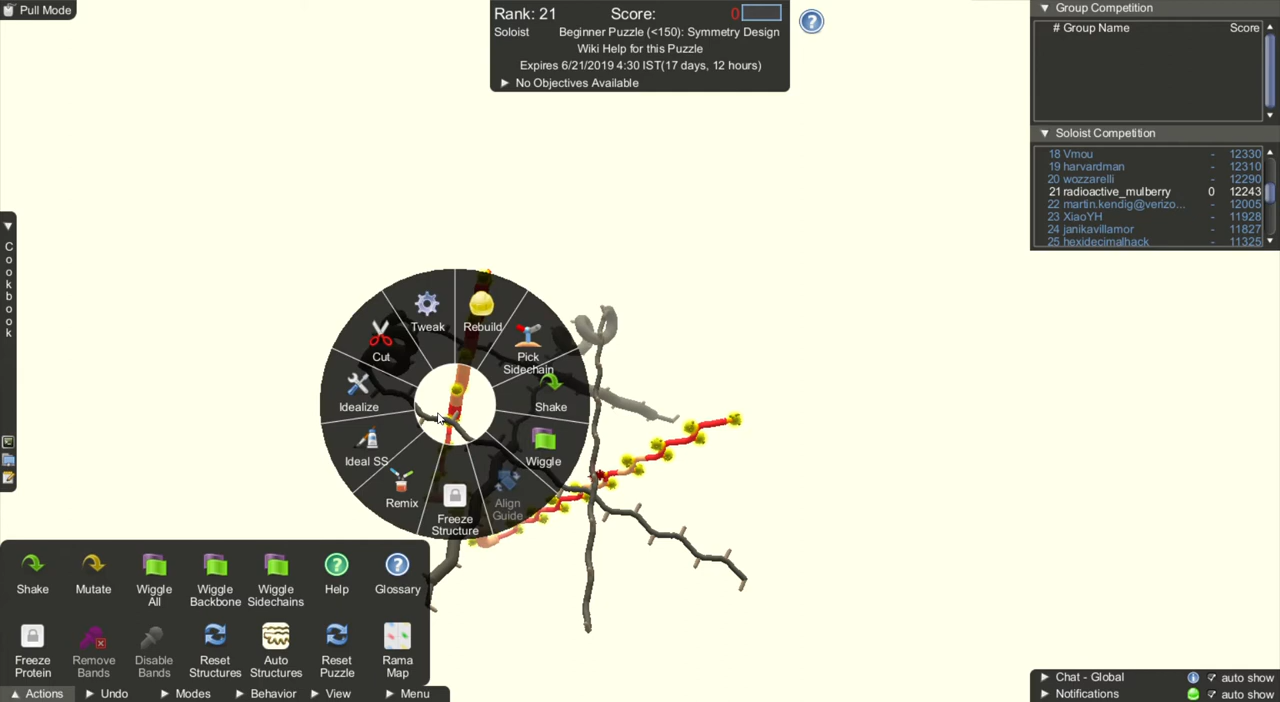 Pull Mode
Rank: 21 Score: 0
Soloist Beginner Puzzle (<150): Symmetry Design
Wiki Help for this Puzzle
Expires 6/21/2019 4:30 IST(17 days, 12 hours)
No Objectives Available
Group Competition
# Group Name Score
Soloist Competition
18 Vmou - 12330
19 harvardman - 12310
20 wozzarelli - 12290
21 radioactive_mulberry 0 12243
22 martin.kendig@verizo... - 12005
23 XiaoYH - 11928
24 janikavillamor - 11827
25 hexidecimalhack - 11325
Cookbook
Tweak
Rebuild
Cut
Pick Sidechain
Idealize
Shake
Ideal SS
Wiggle
Remix
Freeze Structure
Align Guide
Shake
Mutate
Wiggle All
Wiggle Backbone
Wiggle Sidechains
Help
Glossary
Freeze Protein
Remove Bands
Disable Bands
Reset Structures
Auto Structures
Reset Puzzle
Rama Map
Actions Undo Modes Behavior View Menu
Chat - Global auto show
Notifications auto show